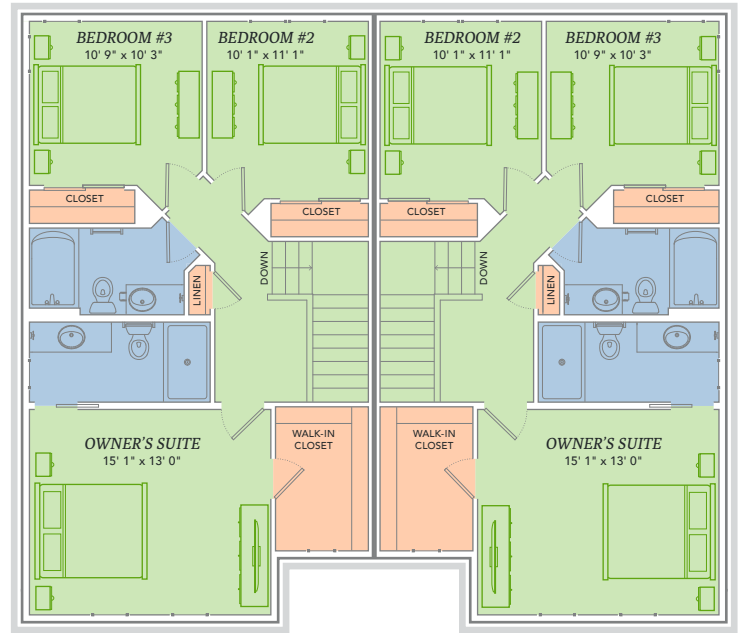 BEDROOM #3
10' 9" x 10' 3"
BEDROOM #2
10' 1" x 11' 1"
BEDROOM #2
10' 1" x 11' 1"
BEDROOM #3
10' 9" x 10' 3"
CLOSET
CLOSET
CLOSET
CLOSET
DOWN
DOWN
LINEN
LINEN
OWNER'S SUITE
15' 1" x 13' 0"
WALK-IN
CLOSET
WALK-IN
CLOSET
OWNER'S SUITE
15' 1" x 13' 0"